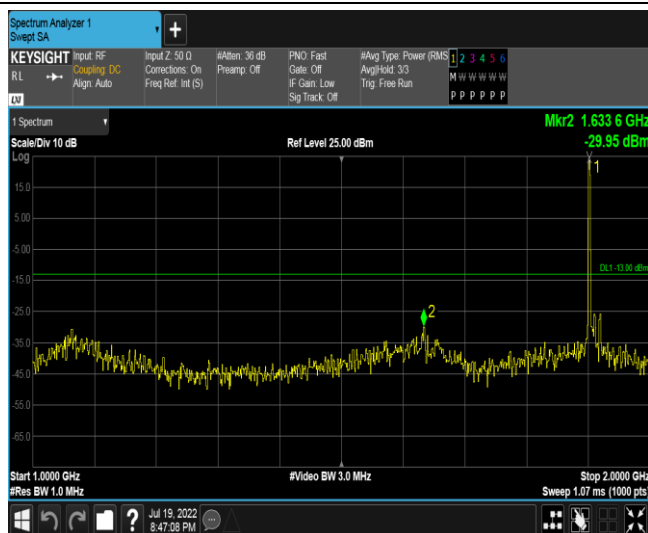 Spectrum Analyzer 1
Swept SA
+
KEYSIGHT
RL
Input: RF
Coupling: DC
Align: Auto
Input Z: 50 Ω
Corrections: On
Freq Ref: Int (S)
#Atten: 36 dB
Preamp: Off
PNO: Fast
Gate: Off
IF Gain: Low
Sig Track: Off
#Avg Type: Power (RMS
Avg|Hold: 3/3
Trig: Free Run
1 2 3 4 5 6
M W W W W W
P P P P P P
1 Spectrum
Mkr2 1.633 6 GHz
Scale/Div 10 dB
Ref Level 25.00 dBm
-29.95 dBm
Log
1
15.0
5.00
DL1 -13.00 dBm
-5.00
-15.0
2
-25.0
-35.0
-45.0
-55.0
-65.0
Start 1.0000 GHz
#Video BW 3.0 MHz
Stop 2.0000 GHz
#Res BW 1.0 MHz
Sweep 1.07 ms (1000 pts)
?
Jul 19, 2022
8:47:08 PM